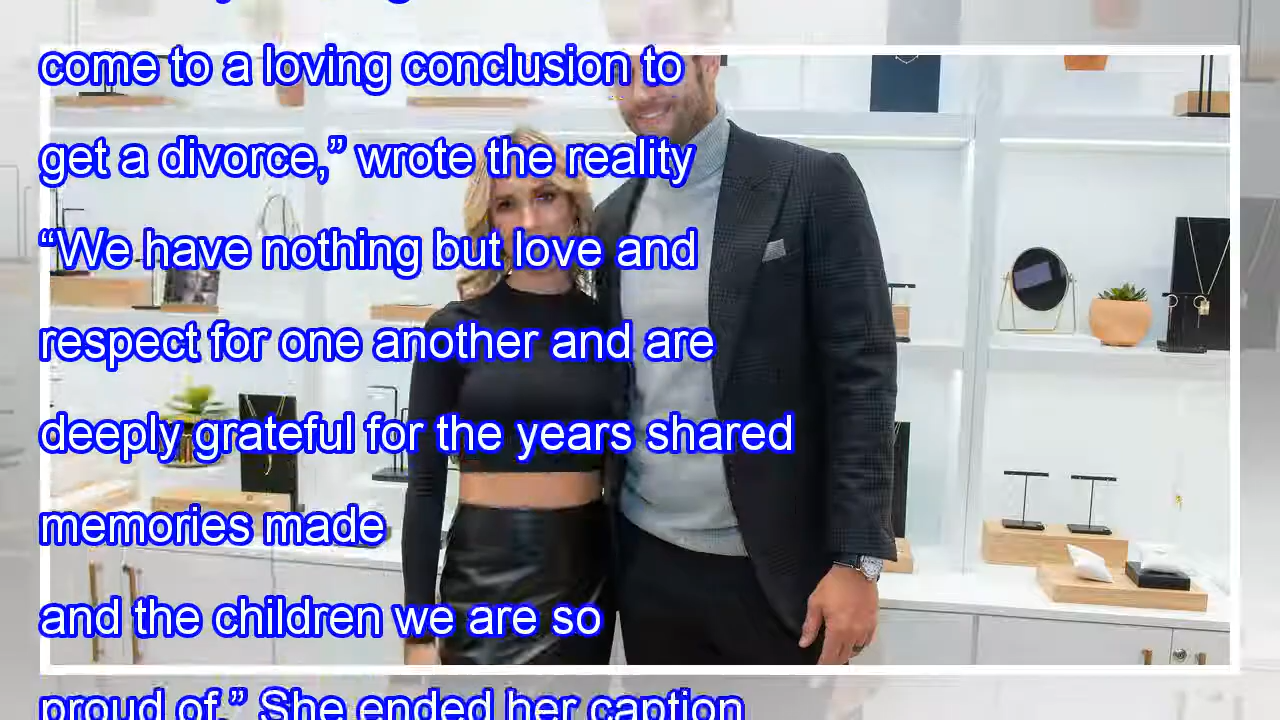 come to a loving conclusion to
get a divorce,” wrote the reality
“We have nothing but love and
respect for one another and are
deeply grateful for the years shared
memories made
and the children we are so
proud of.” She ended her caption